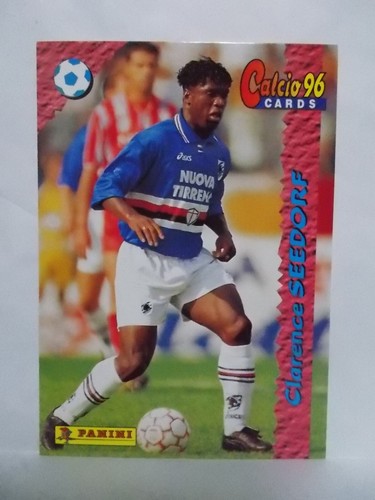 Calcio 96
CARDS
asics
NUOVA
TIRRENA
Clarence SEEDORF
PANINI